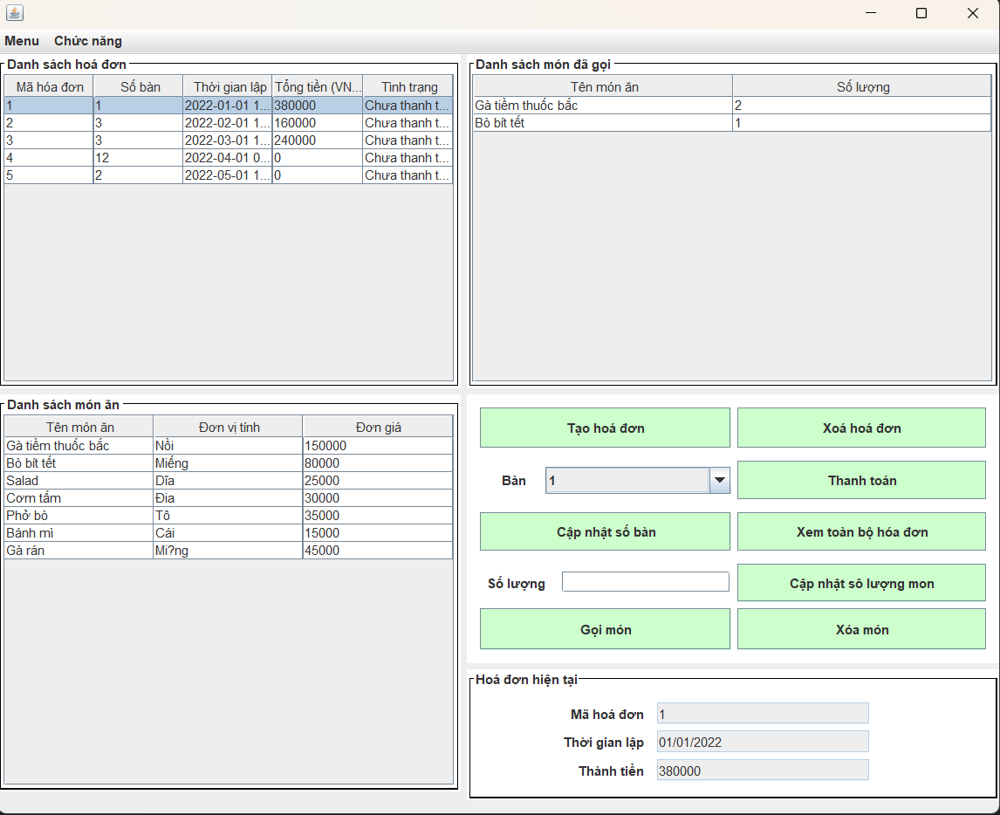 Menu Chức năng
Danh sách hoá đơn
Mã hóa đơn Số bàn Thời gian lập Tổng tiền (VN... Tình trạng
1 1 2022-01-01 1... 380000 Chưa thanh t...
2 3 2022-02-01 1... 160000 Chưa thanh t...
3 3 2022-03-01 1... 240000 Chưa thanh t...
4 12 2022-04-01 0... 0 Chưa thanh t...
5 2 2022-05-01 1... 0 Chưa thanh t...
Danh sách món đã gọi
Tên món ăn Số lượng
Gà tiềm thuốc bắc 2
Bò bít tết 1
Danh sách món ăn
Tên món ăn Đơn vị tính Đơn giá
Gà tiềm thuốc bắc Nồi 150000
Bò bít tết Miếng 80000
Salad Dĩa 25000
Cơm tấm Đia 30000
Phở bò Tô 35000
Bánh mì Cái 15000
Gà rán Mi?ng 45000
Tạo hoá đơn Xoá hoá đơn
Bàn 1 Thanh toán
Cập nhật số bàn Xem toàn bộ hóa đơn
Số lượng Cập nhật sô lượng mon
Gọi món Xóa món
Hoá đơn hiện tại
Mã hoá đơn 1
Thời gian lập 01/01/2022
Thành tiền 380000